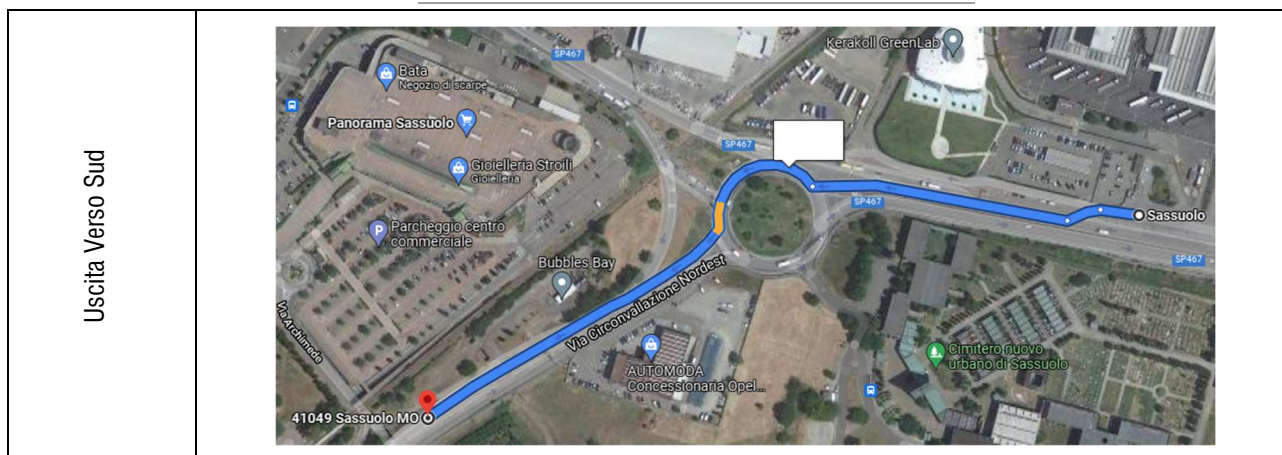 Uscita Verso Sud
SP467
Kerakoll GreenLab
Bata
Negozio di scarpe
Panorama Sassuolo
SP467
Gioielleria Stroili
Gioielleria
SP467
Sassuolo
Parcheggio centro
commerciale
SP467
Bubbles Bay
Via Circonvallazione Nordest
Via Archimede
AUTOMODA
Concessionaria Opel...
Cimitero nuovo
urbano di Sassuolo
41049 Sassuolo MO